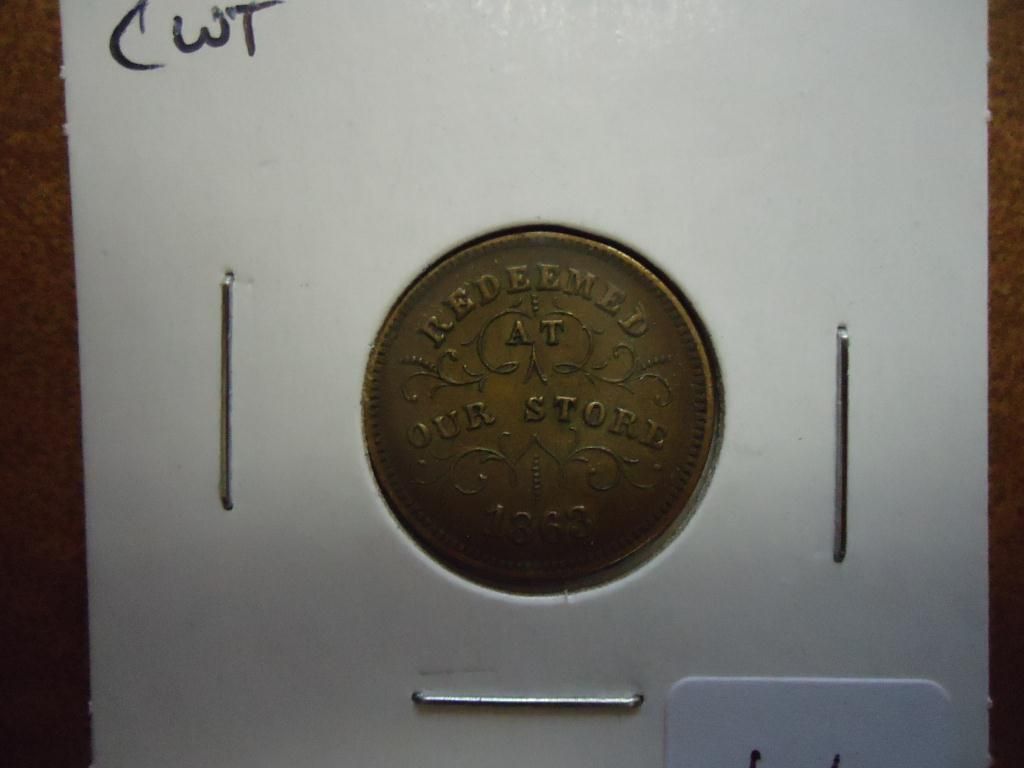 CWT
REDEEMED
AT
OUR STORE
1863